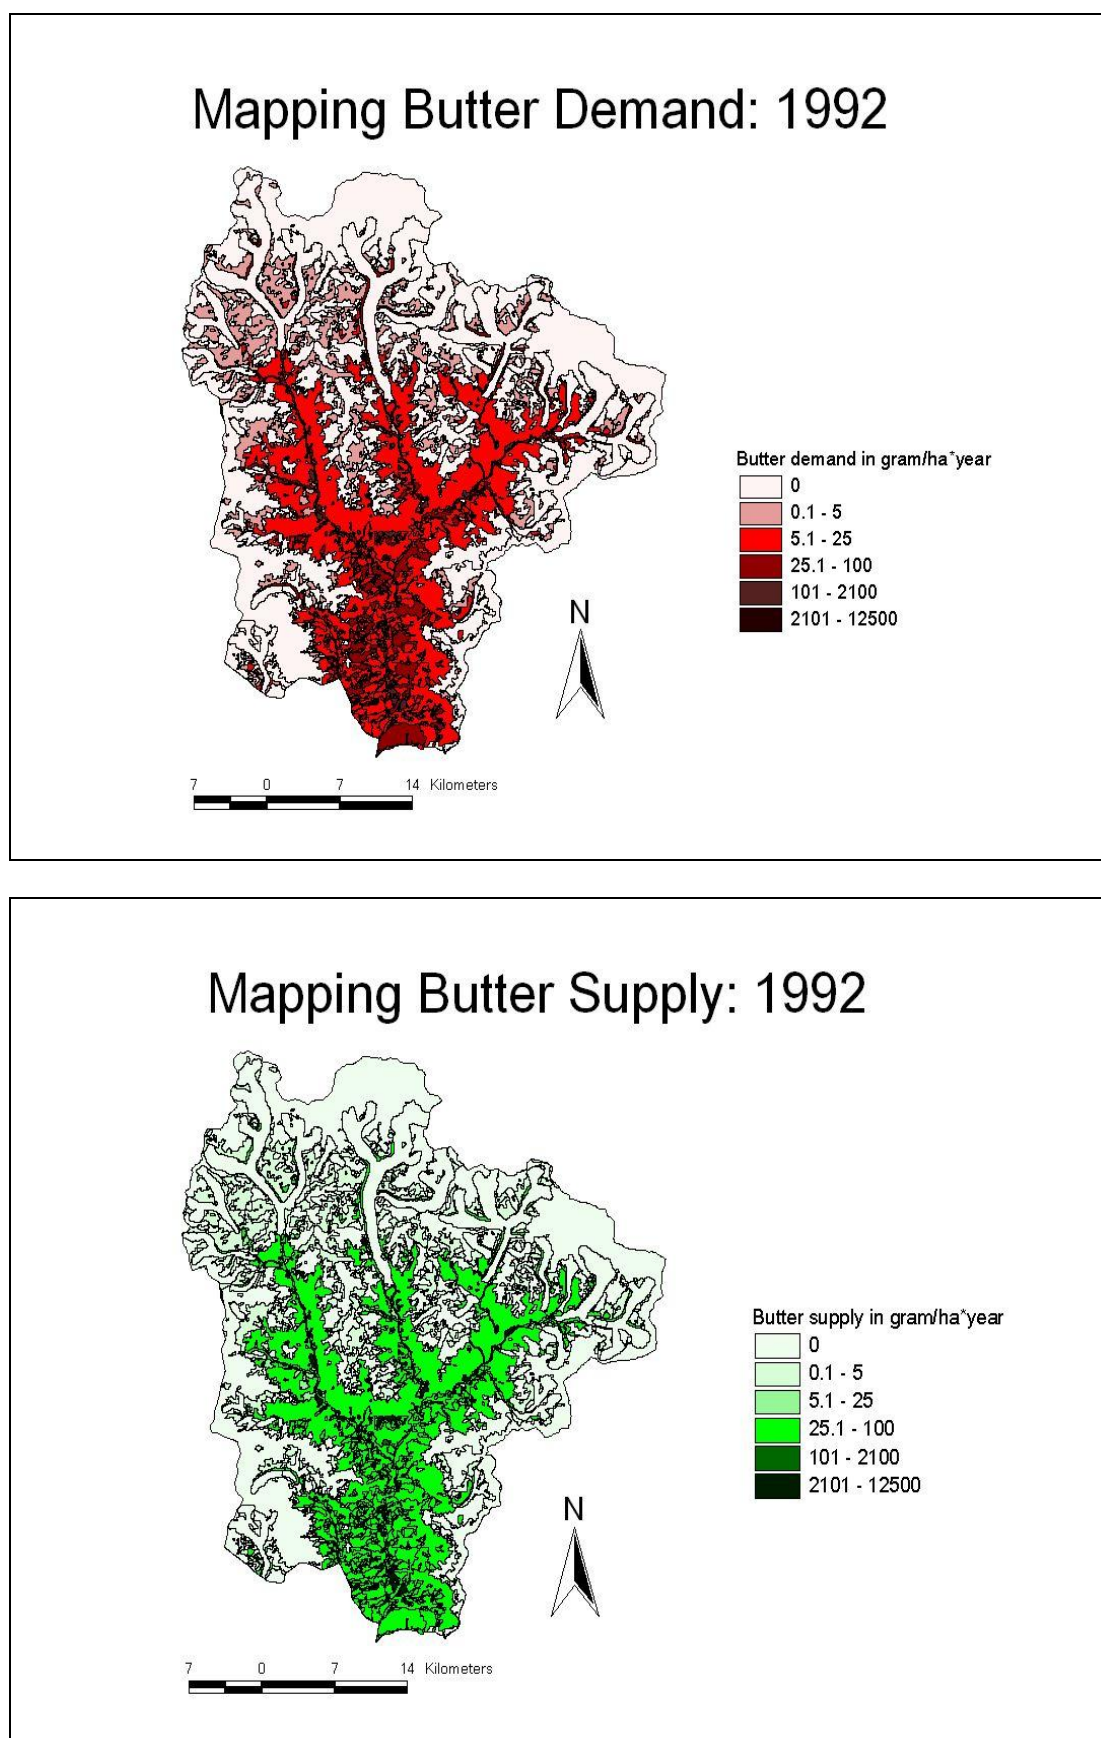 Mapping Butter Demand: 1992
Butter demand in gram/ha*year
0
0.1 - 5
5.1 - 25
25.1 - 100
101 - 2100
2101 - 12500
N
7 0 7 14 Kilometers
Mapping Butter Supply: 1992
Butter supply in gram/ha*year
0
0.1 - 5
5.1 - 25
25.1 - 100
101 - 2100
2101 - 12500
N
7 0 7 14 Kilometers